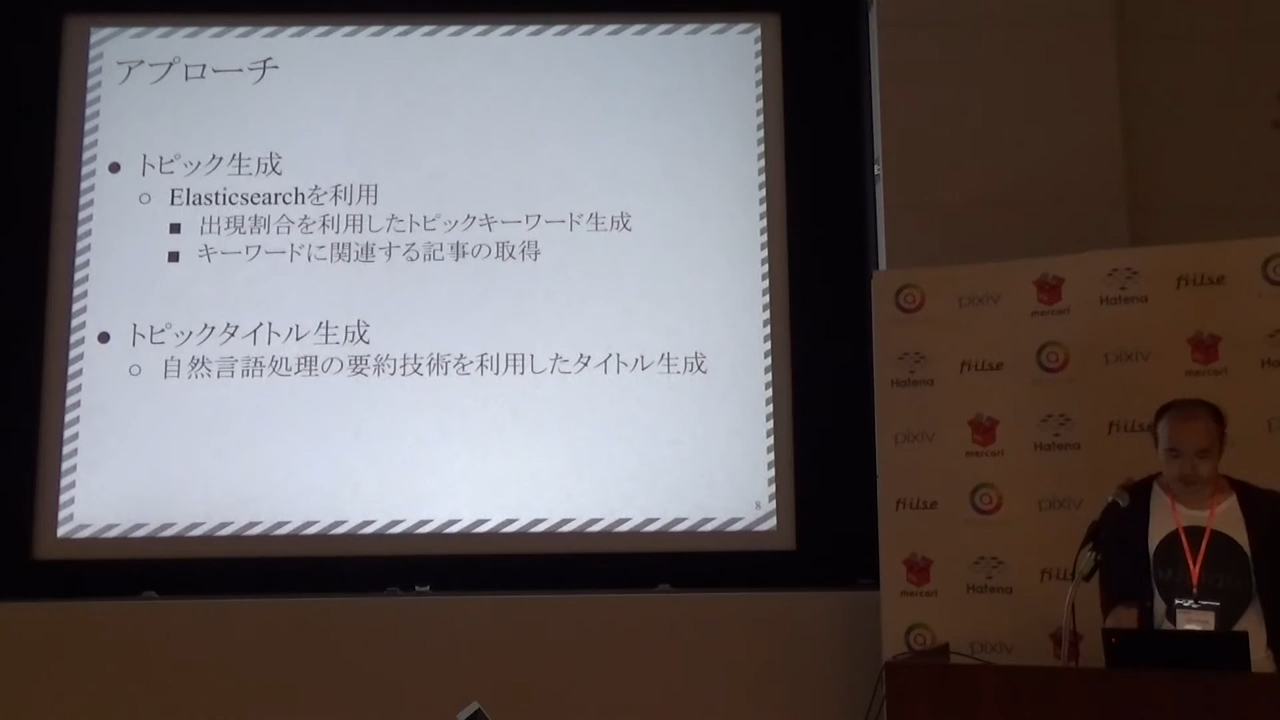 アプローチ
● トピック生成
○ Elasticsearchを利用
■ 出現割合を利用したトピックキーワード生成
■ キーワードに関連する記事の取得
● トピックタイトル生成
○ 自然言語処理の要約技術を利用したタイトル生成
8
pixiv
mercari
Hatena
Hatena
pixiv
mercari
pixiv
mercari
Hatena
pixiv
mercari
Hatena
pixiv